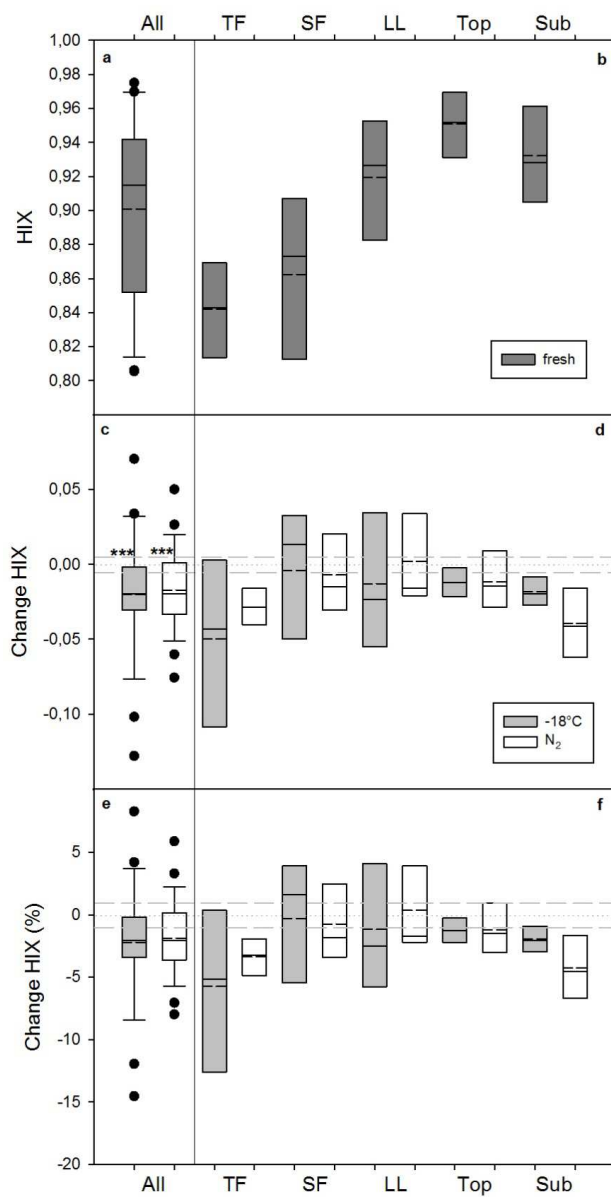 All TF SF LL Top Sub
1,00
a b
0,98
0,96
0,94
0,92
0,90
HIX
0,88
0,86
0,84
0,82
fresh
0,80
c d
0,05
*** ***
0,00
Change HIX
-0,05
-0,10
-18°C
N2
e f
5
0
Change HIX (%)
-5
-10
-15
-20
All TF SF LL Top Sub